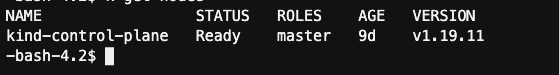 NAME STATUS ROLES AGE VERSION
kind-control-plane Ready master 9d v1.19.11
-bash-4.2$